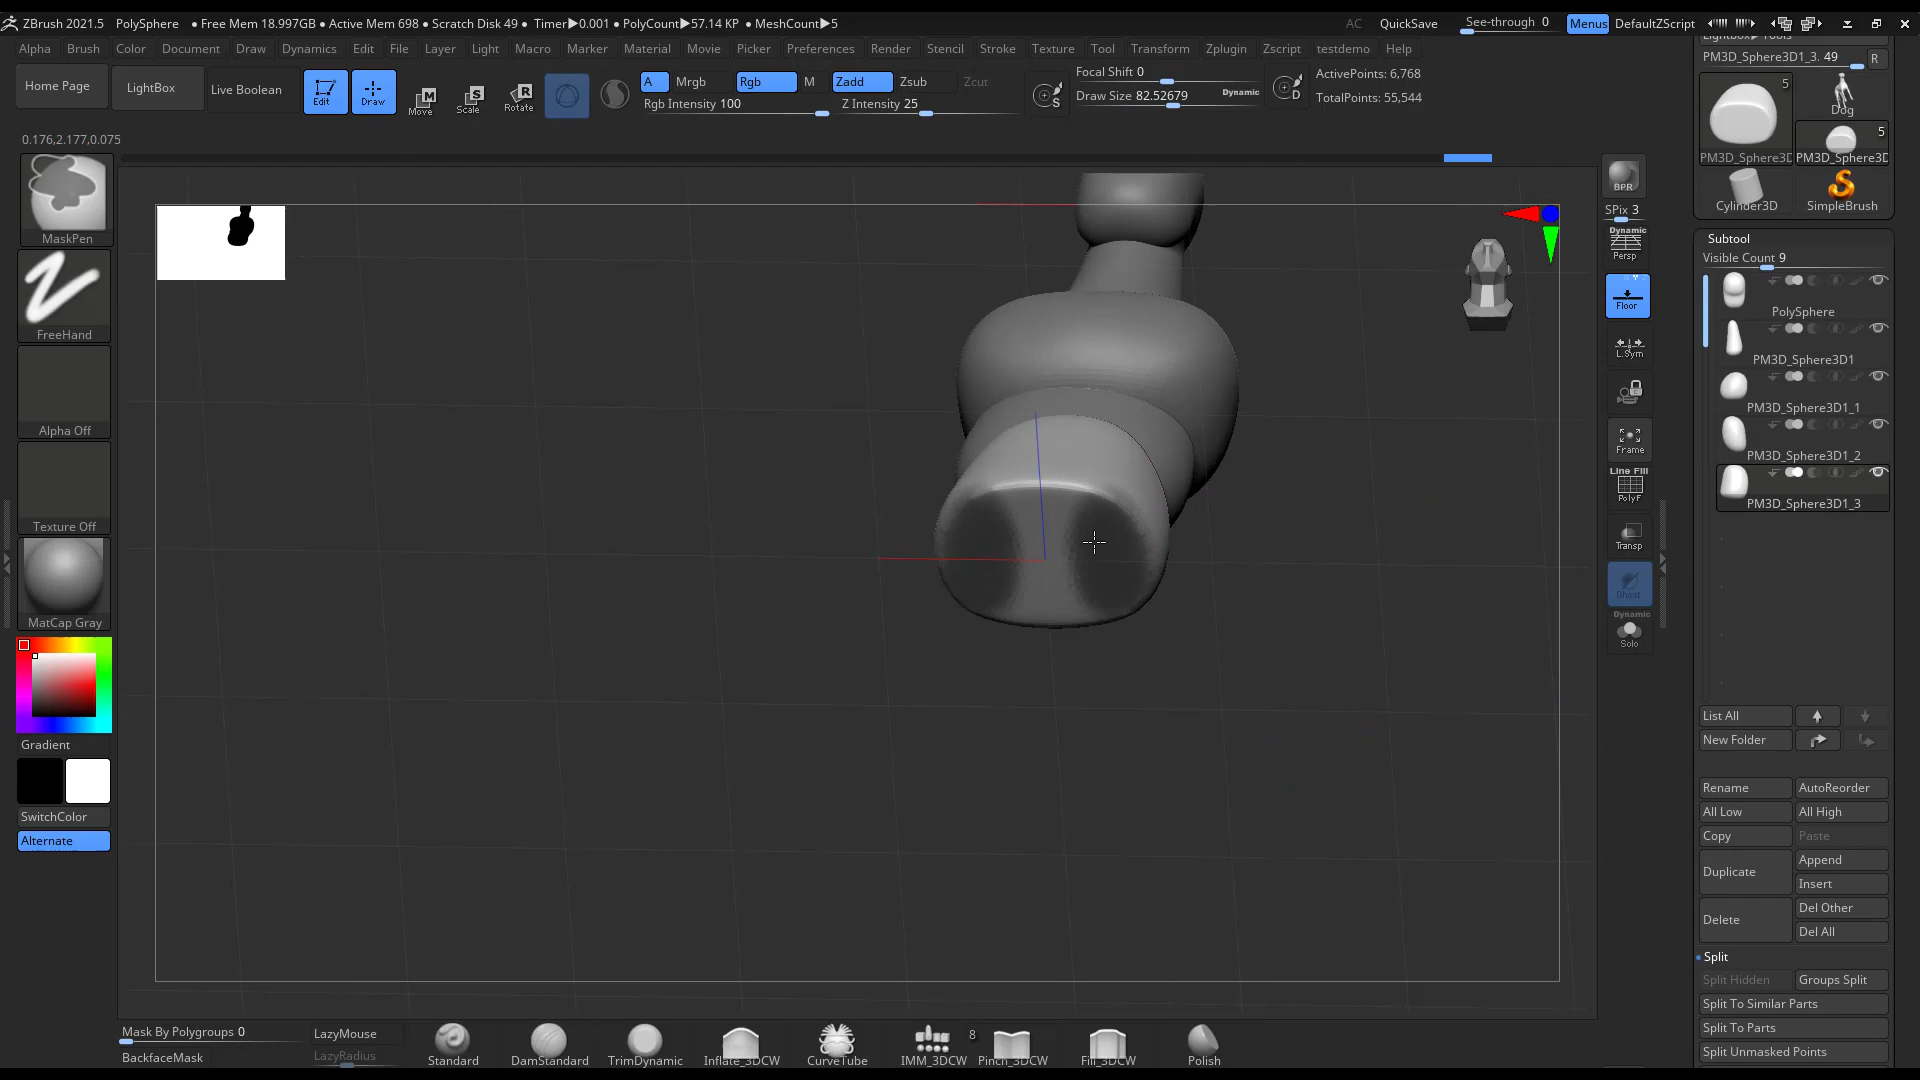 ZBrush 2021.5 PolySphere ● Free Mem 18.997GB ● Active Mem 698 ● Scratch Disk 49 ● Timer▶0.001 ● PolyCount▶57.14 KP ● MeshCount▶5 AC QuickSave See-through 0 Menus DefaultZScript
Alpha Brush Color Document Draw Dynamics Edit File Layer Light Macro Marker Material Movie Picker Preferences Render Stencil Stroke Texture Tool Transform Zplugin Zscript testdemo Help
Home Page LightBox Live Boolean Edit Draw Move Scale Rotate
A Mrgb Rgb M Zadd Zsub Zcut
Rgb Intensity 100 Z Intensity 25
Focal Shift 0
Draw Size 82.52679 Dynamic
ActivePoints: 6,768
TotalPoints: 55,544
0.176,2.177,0.075
MaskPen
FreeHand
Alpha Off
Texture Off
MatCap Gray
Gradient
SwitchColor
Alternate
BPR
SPix 3
Dynamic
Persp
Floor
L.Sym
Frame
Line Fill
PolyF
Transp
Ghost
Dynamic
Solo
PM3D_Sphere3D1_3. 49 R
5
Dog
PM3D_Sphere3D
5
PM3D_Sphere3D
Cylinder3D SimpleBrush
Subtool
Visible Count 9
PolySphere
PM3D_Sphere3D1
PM3D_Sphere3D1_1
PM3D_Sphere3D1_2
PM3D_Sphere3D1_3
List All
New Folder
Rename AutoReorder
All Low All High
Copy Paste
Duplicate Append
Insert
Delete Del Other
Del All
Split
Split Hidden Groups Split
Split To Similar Parts
Split To Parts
Split Unmasked Points
Mask By Polygroups 0 LazyMouse
BackfaceMask LazyRadius
Standard DamStandard TrimDynamic Inflate_3DCW CurveTube IMM_3DCW 8 Pinch_3DCW Fill_3DCW Polish